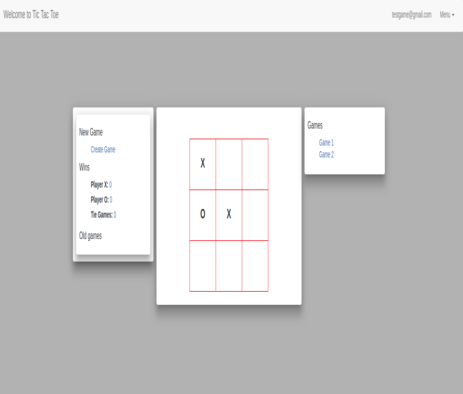 Welcome to Tic Tac Toe
testgame@gmail.com Menu
New Game
Create Game
Wins
Player X: 0
Player O: 0
Tie Games: 0
Old games
X
O X
Games
Game 1
Game 2